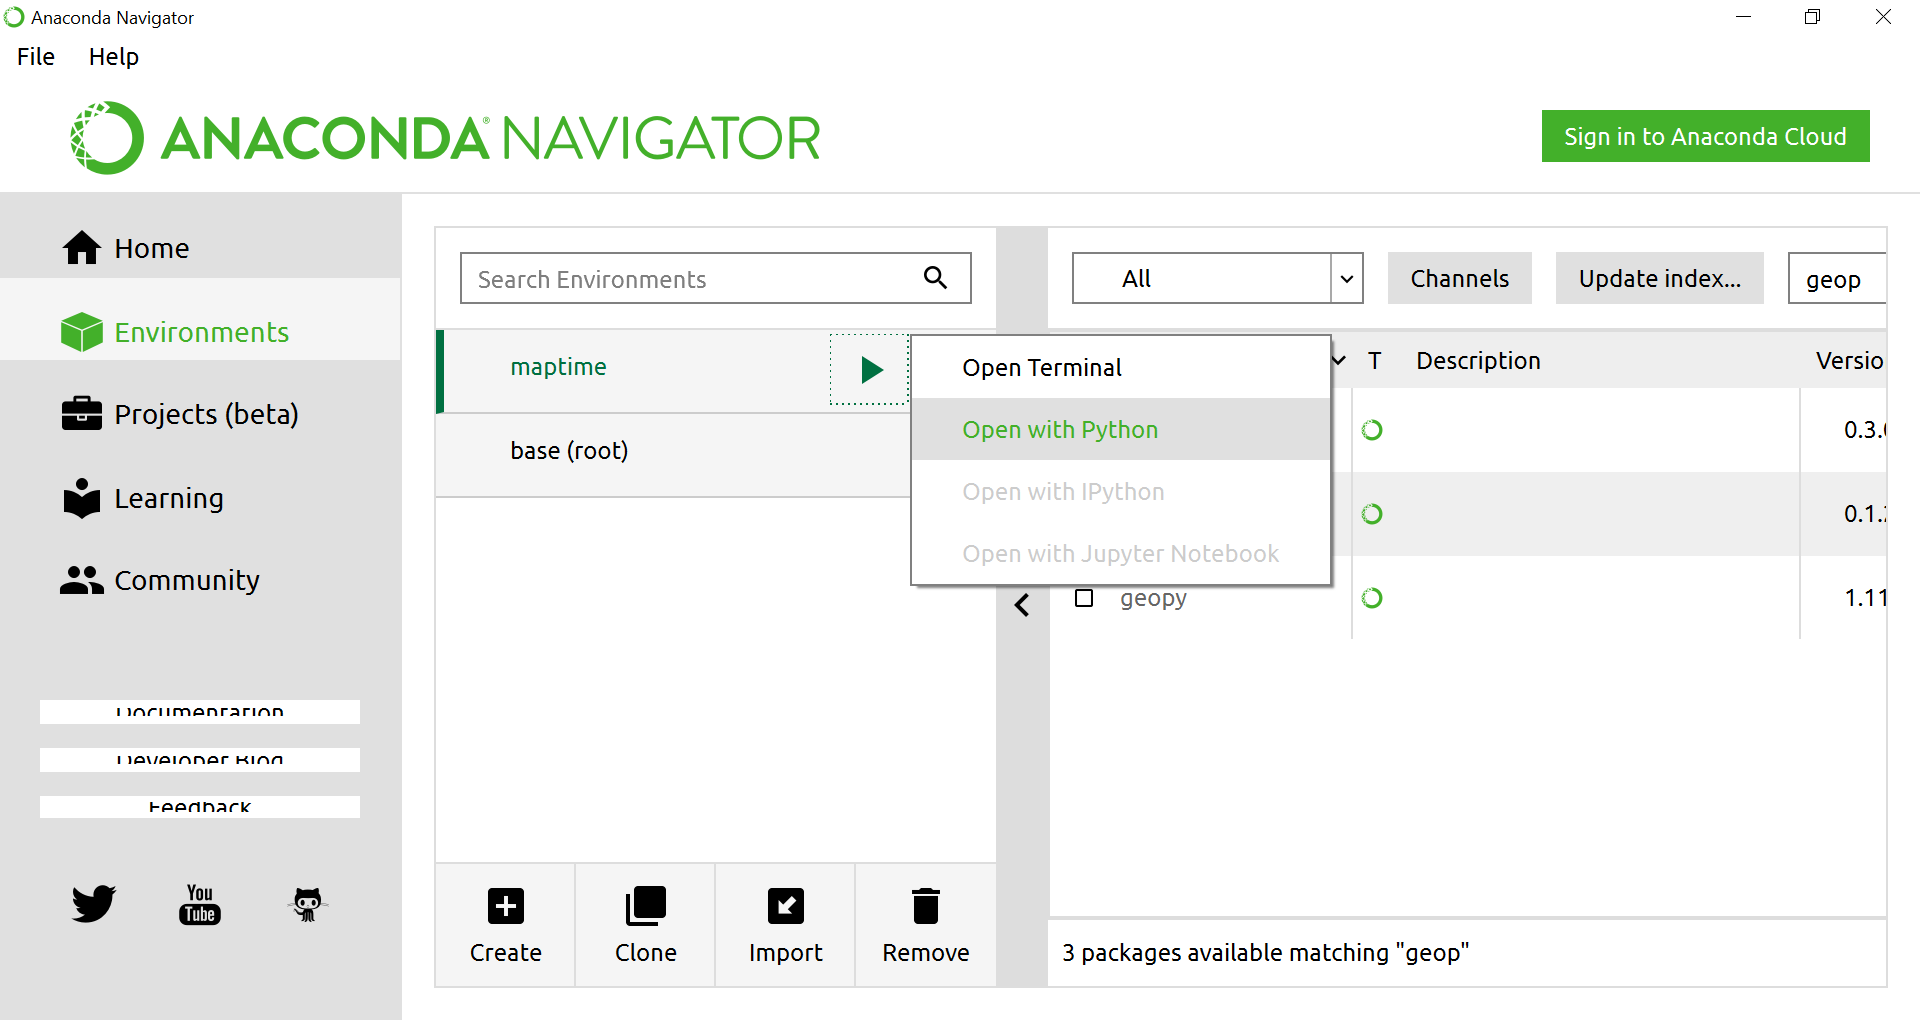 Anaconda Navigator
File Help
ANACONDA® NAVIGATOR
Sign in to Anaconda Cloud
Home
Environments
Projects (beta)
Learning
Community
Documentation
Developer Blog
Feedback
You
Tube
Search Environments
maptime
base (root)
Create Clone Import Remove
All
Channels
Update index...
geop
Open Terminal
Open with Python
Open with IPython
Open with Jupyter Notebook
T Description Versio
0.3.
0.1.
geopy 1.11
3 packages available matching "geop"